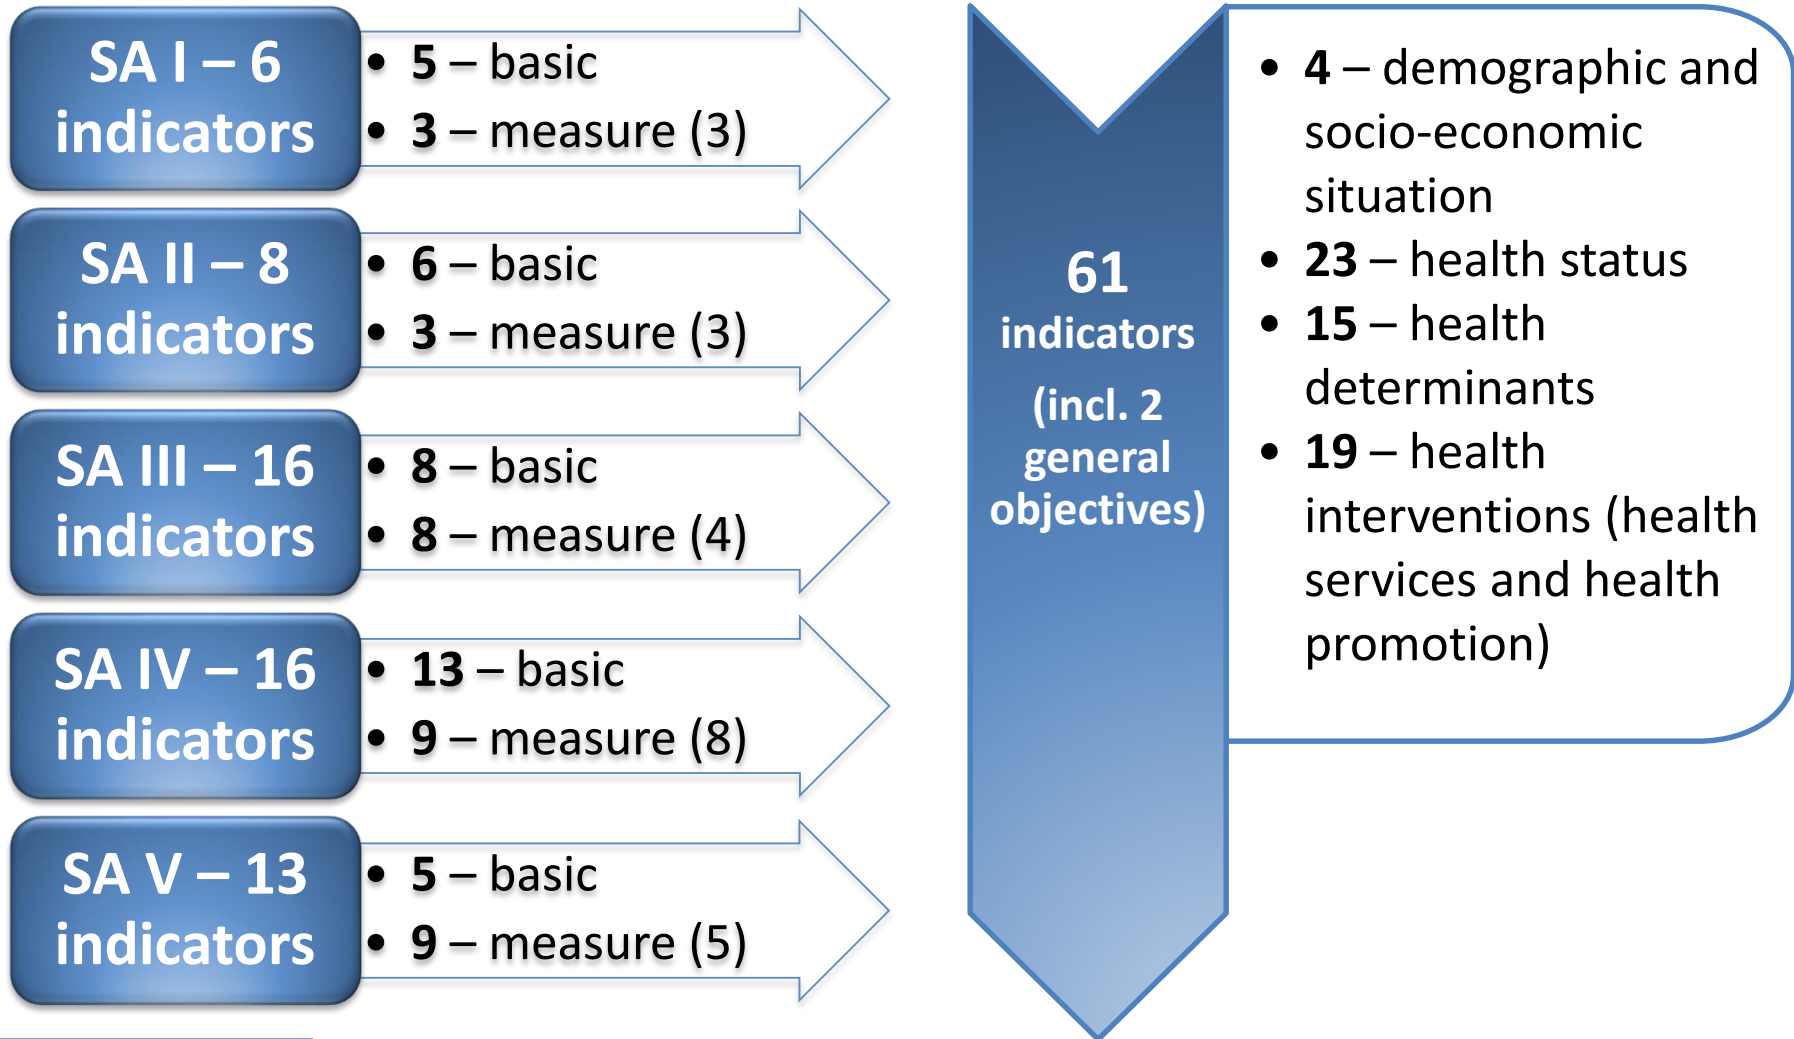 SA I – 6
indicators
• 5 – basic
• 3 – measure (3)
SA II – 8
indicators
• 6 – basic
• 3 – measure (3)
SA III – 16
indicators
• 8 – basic
• 8 – measure (4)
SA IV – 16
indicators
• 13 – basic
• 9 – measure (8)
SA V – 13
indicators
• 5 – basic
• 9 – measure (5)
61
indicators
(incl. 2
general
objectives)
• 4 – demographic and
socio-economic
situation
• 23 – health status
• 15 – health
determinants
• 19 – health
interventions (health
services and health
promotion)